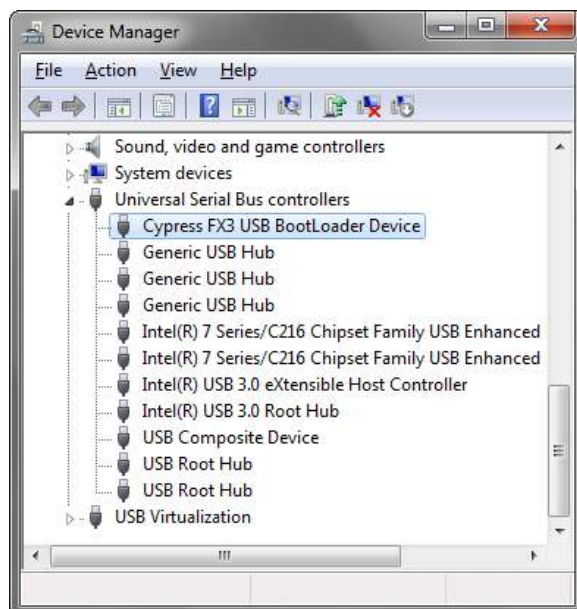 Device Manager
File Action View Help
Sound, video and game controllers
System devices
Universal Serial Bus controllers
Cypress FX3 USB BootLoader Device
Generic USB Hub
Generic USB Hub
Generic USB Hub
Intel(R) 7 Series/C216 Chipset Family USB Enhanced
Intel(R) 7 Series/C216 Chipset Family USB Enhanced
Intel(R) USB 3.0 eXtensible Host Controller
Intel(R) USB 3.0 Root Hub
USB Composite Device
USB Root Hub
USB Root Hub
USB Virtualization